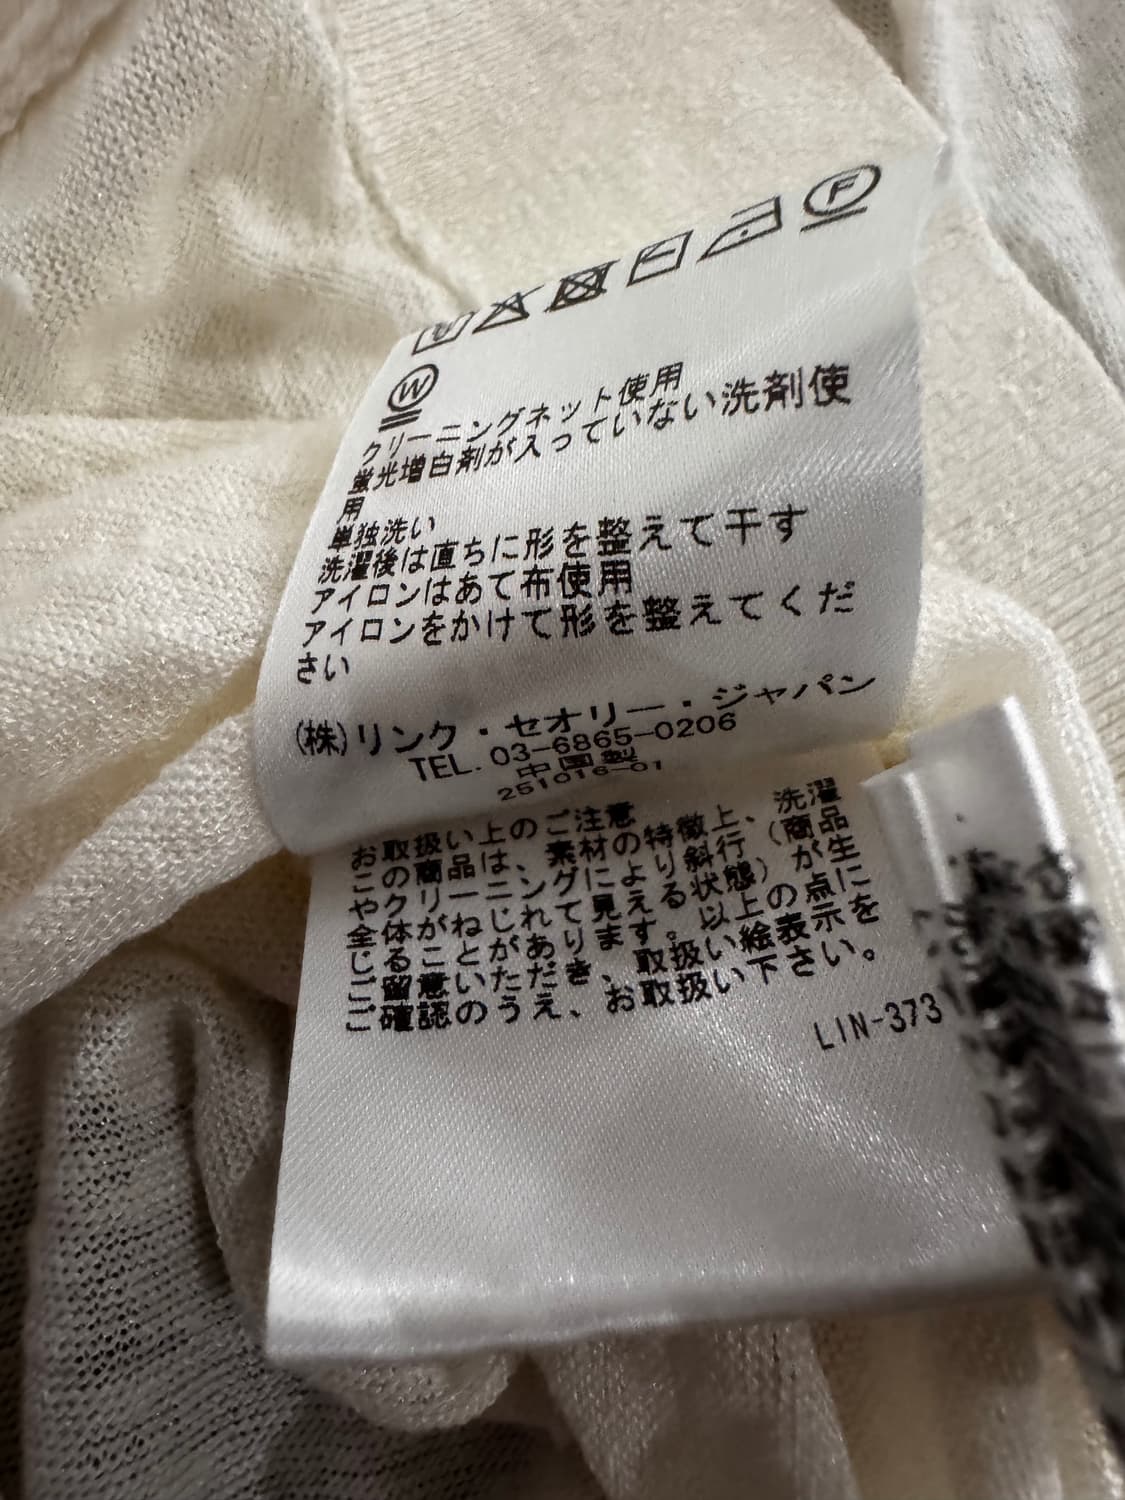 F
W
クリーニングネット使用
蛍光増白剤が入っていない洗剤使
用
単独洗い
洗濯後は直ちに形を整えて干す
アイロンはあて布使用
アイロンをかけて形を整えてくだ
さい
(株)リンク・セオリー・ジャパン
TEL. 03-6865-0206
中国製
251016-01
お取扱い上のご注意
この商品は、素材の特徴上、洗濯
やクリーニングにより斜行(商品
全体がねじれて見える状態)が生
じることがあります。以上の点に
ご留意いただき、取扱い絵表示を
ご確認のうえ、お取扱い下さい。
LIN-373